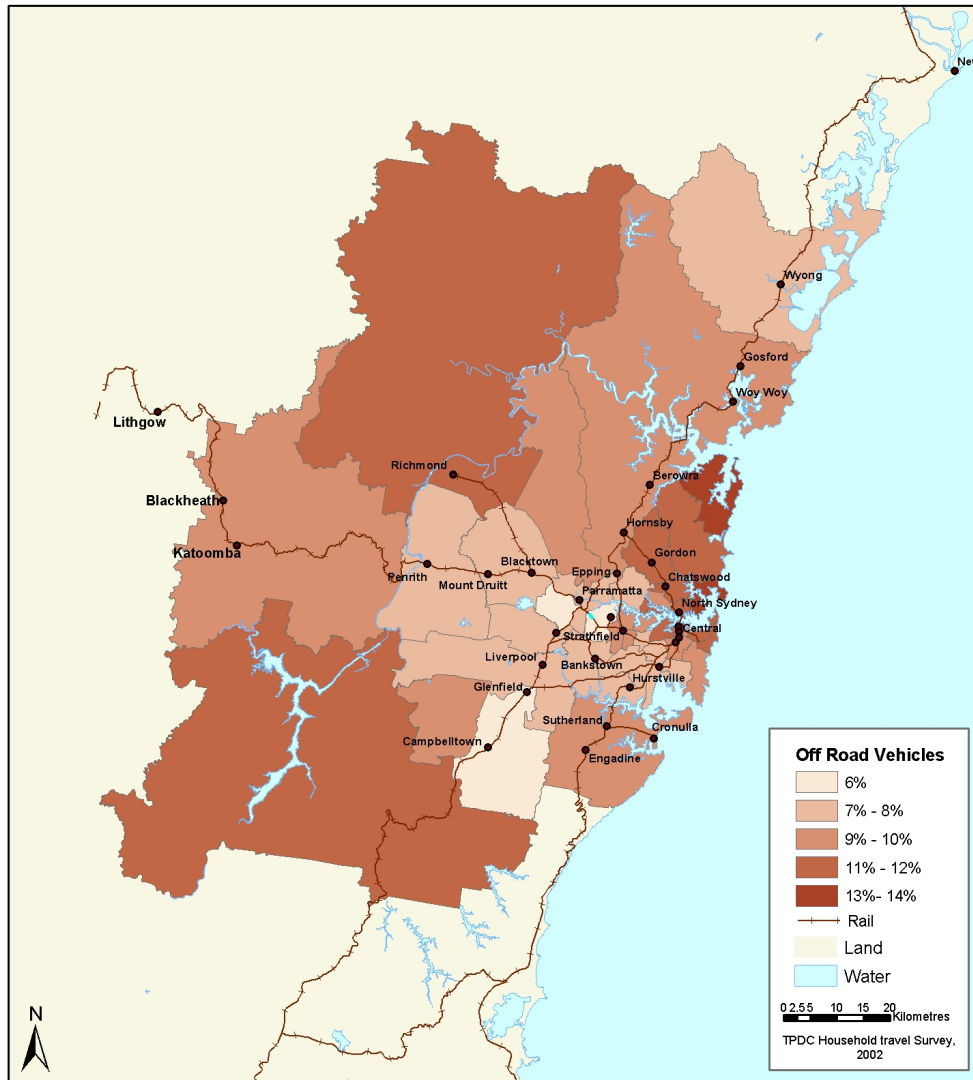 New
Wyong
Gosford
Woy Woy
Lithgow
Richmond
Berowra
Blackheath
Hornsby
Katoomba
Gordon
Blacktown
Epping
Penrith
Chatswood
Mount Druitt
Parramatta
North Sydney
Central
Strathfield
Liverpool
Bankstown
Hurstville
Glenfield
Sutherland
Cronulla
Campbelltown
Engadine
Off Road Vehicles
6%
7% - 8%
9% - 10%
11% - 12%
13%- 14%
Rail
Land
Water
0 2.5 5 10 15 20
Kilometres
TPDC Household travel Survey,
2002
N